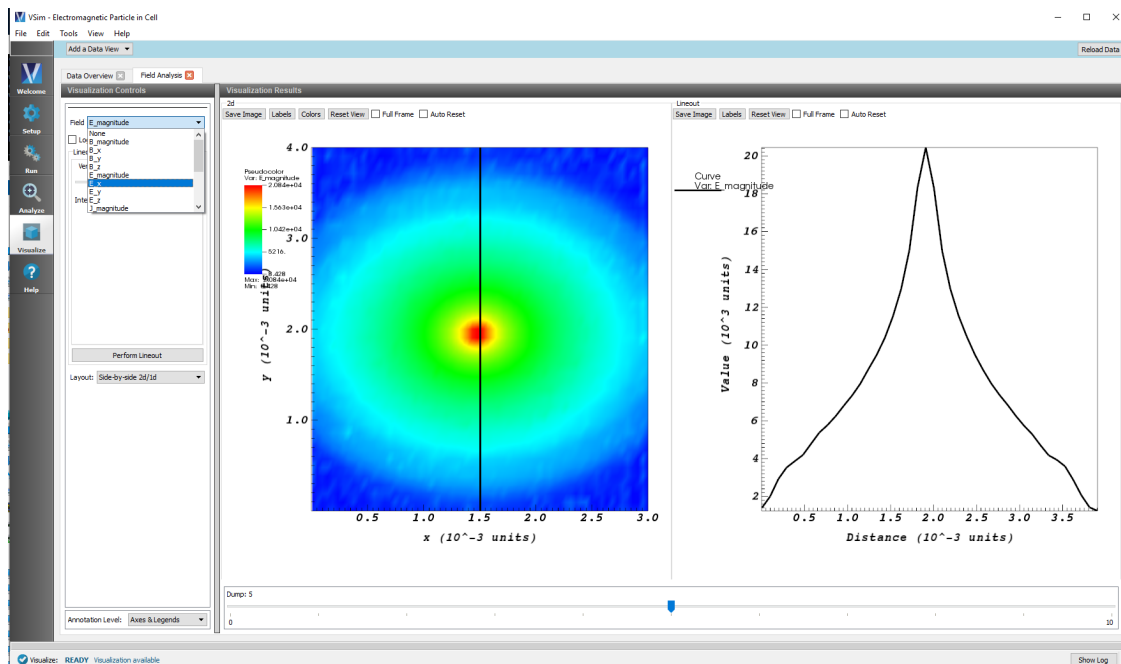 VSim - Electromagnetic Particle in Cell
File Edit Tools View Help
Add a Data View
Reload Data
Data Overview
Field Analysis
Welcome
Setup
Run
Analyze
Visualize
Help
Visualization Controls
Field E_magnitude
None
B_magnitude
B_x
B_y
B_z
E_magnitude
E_x
E_y
E_z
J_magnitude
Perform Lineout
Layout: Side-by-side 2d/1d
Annotation Level: Axes & Legends
Visualization Results
2d
Save Image Labels Colors Reset View Full Frame Auto Reset
Pseudocolor
Var: E_magnitude
2.084e+04
1.563e+04
1.042e+04
5216.
4.0
3.0
2.0
1.0
y (10^-3 units)
0.5 1.0 1.5 2.0 2.5 3.0
x (10^-3 units)
Lineout
Save Image Labels Reset View Full Frame Auto Reset
Curve
Var: E_magnitude
20
18
16
14
12
10
8
6
4
2
Value (10^3 units)
0.5 1.0 1.5 2.0 2.5 3.0 3.5
Distance (10^-3 units)
Dump: 5
0 10
Visualize: READY Visualization available
Show Log